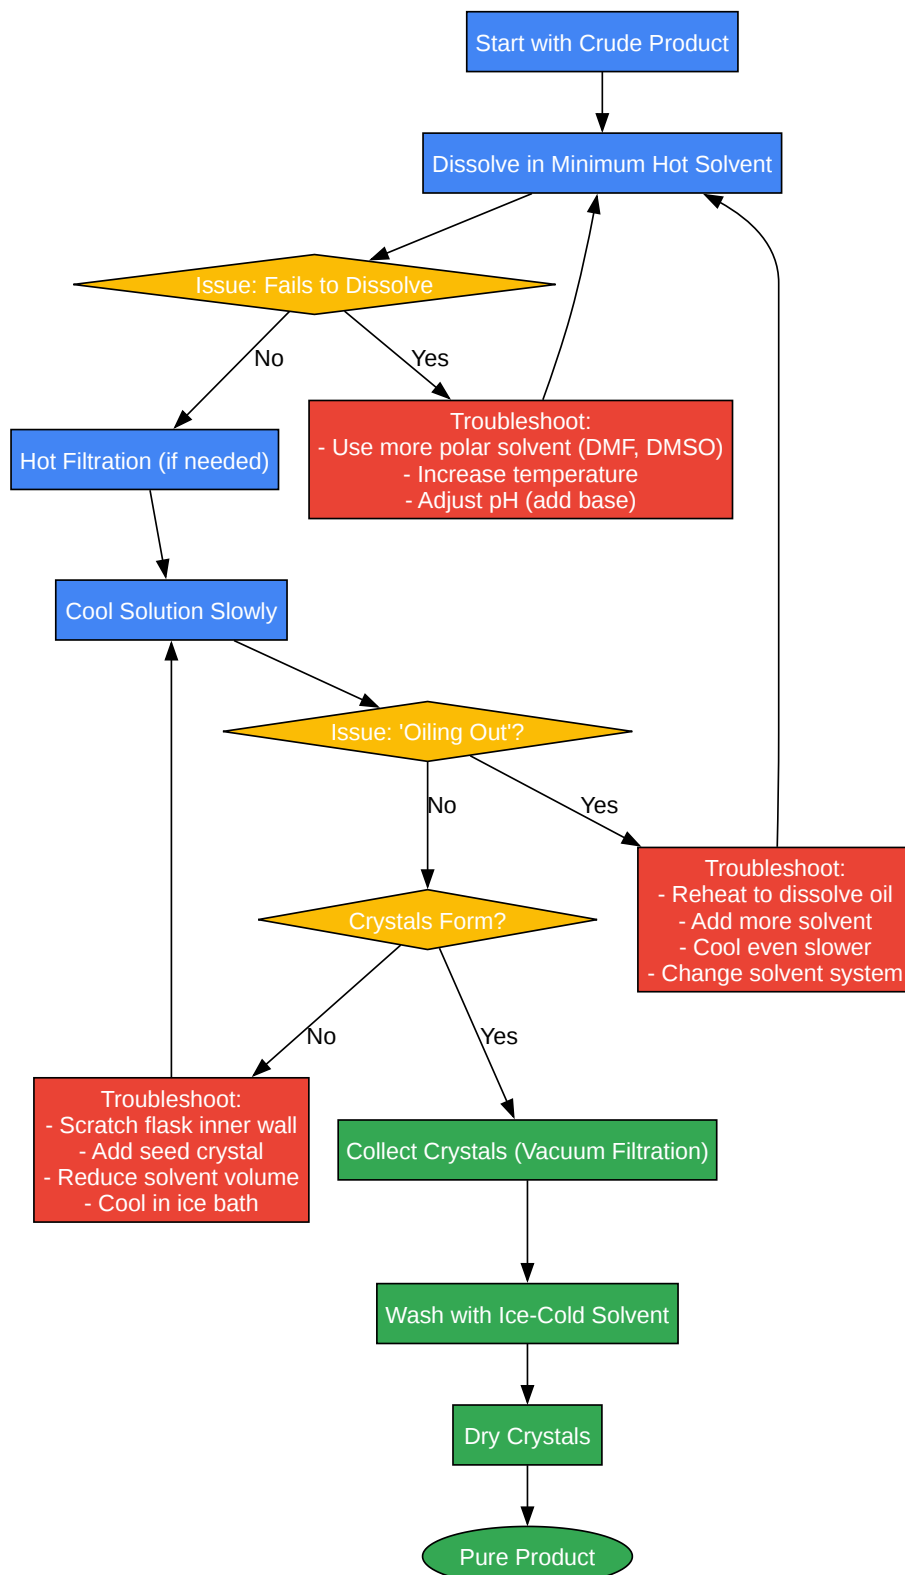 Start with Crude Product
Dissolve in Minimum Hot Solvent
Issue: Fails to Dissolve
No
Yes
Troubleshoot:
- Use more polar solvent (DMF, DMSO)
- Increase temperature
- Adjust pH (add base)
Hot Filtration (if needed)
Cool Solution Slowly
Issue: 'Oiling Out'?
No
Yes
Troubleshoot:
- Reheat to dissolve oil
- Add more solvent
- Cool even slower
- Change solvent system
Crystals Form?
No
Yes
Troubleshoot:
- Scratch flask inner wall
- Add seed crystal
- Reduce solvent volume
- Cool in ice bath
Collect Crystals (Vacuum Filtration)
Wash with Ice-Cold Solvent
Dry Crystals
Pure Product